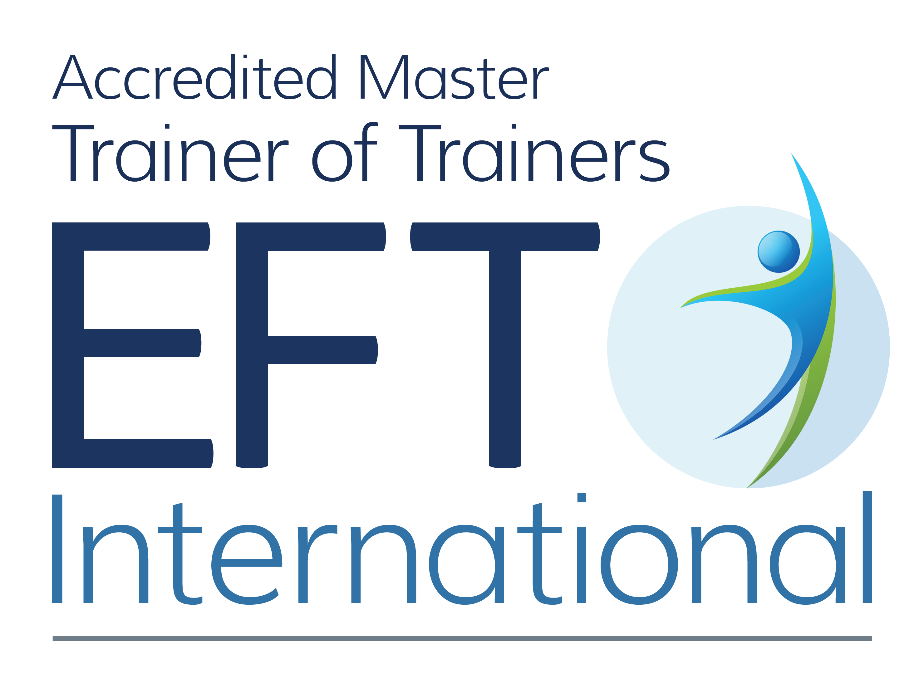 Accredited Master
Trainer of Trainers
EFT
International